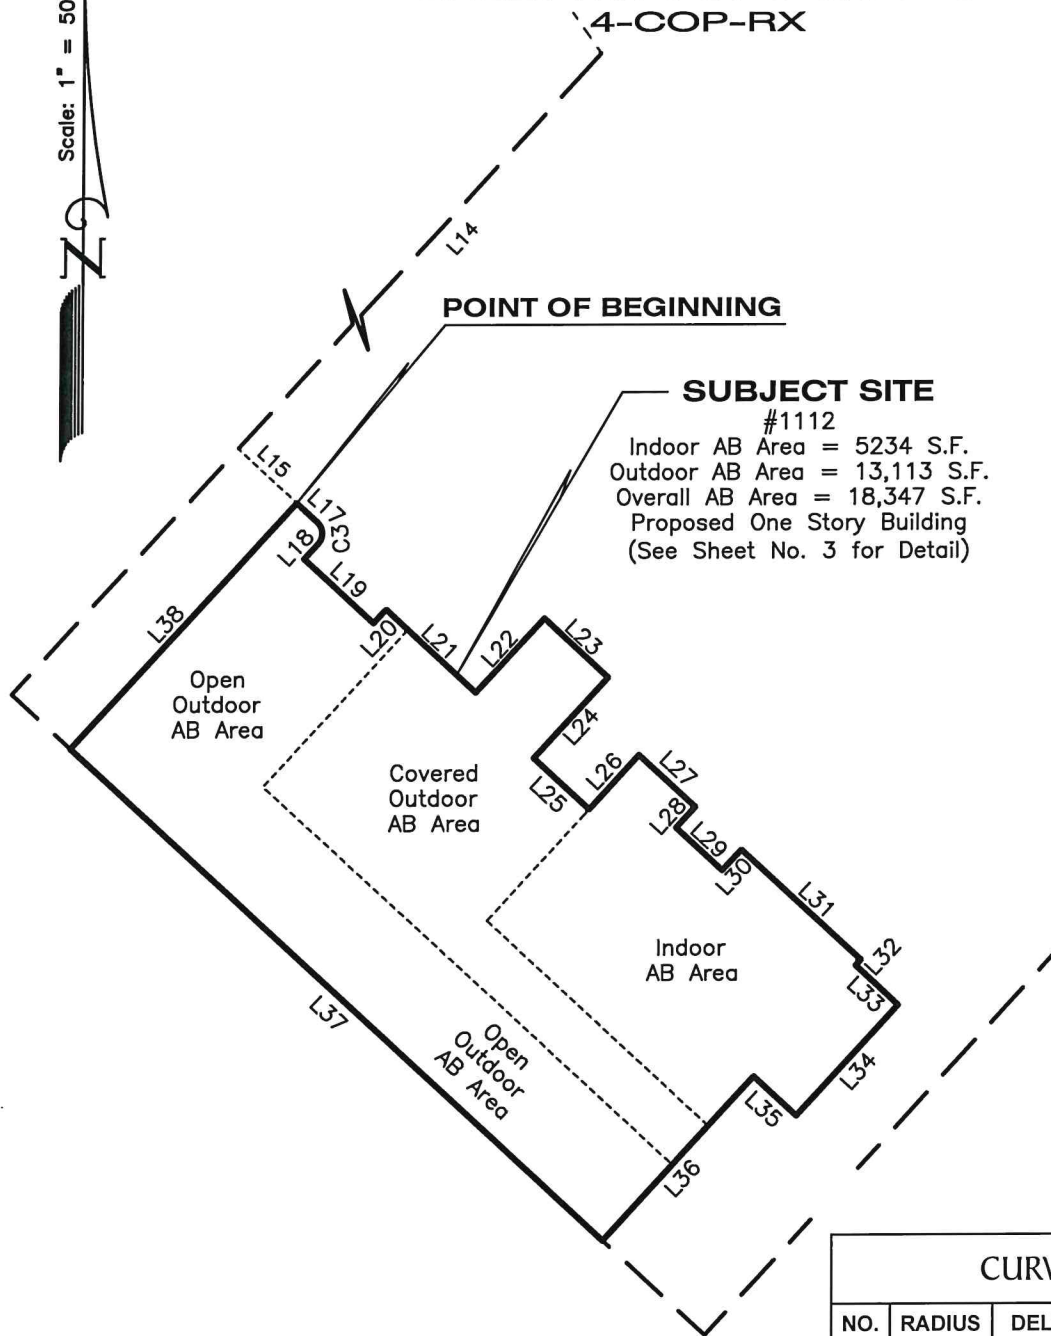 4-COP-RX
Scale: 1" = 50
N
L14
POINT OF BEGINNING
SUBJECT SITE
#1112
Indoor AB Area = 5234 S.F.
Outdoor AB Area = 13,113 S.F.
Overall AB Area = 18,347 S.F.
Proposed One Story Building
(See Sheet No. 3 for Detail)
L15
L17
C3
L18
L19
L20
L21
L22
L23
L24
L25
L26
L27
L28
L29
L30
L31
L32
L33
L34
L35
L36
L37
L38
Open
Outdoor
AB Area
Covered
Outdoor
AB Area
Indoor
AB Area
Open
Outdoor
AB Area
CURV
NO. RADIUS DEL